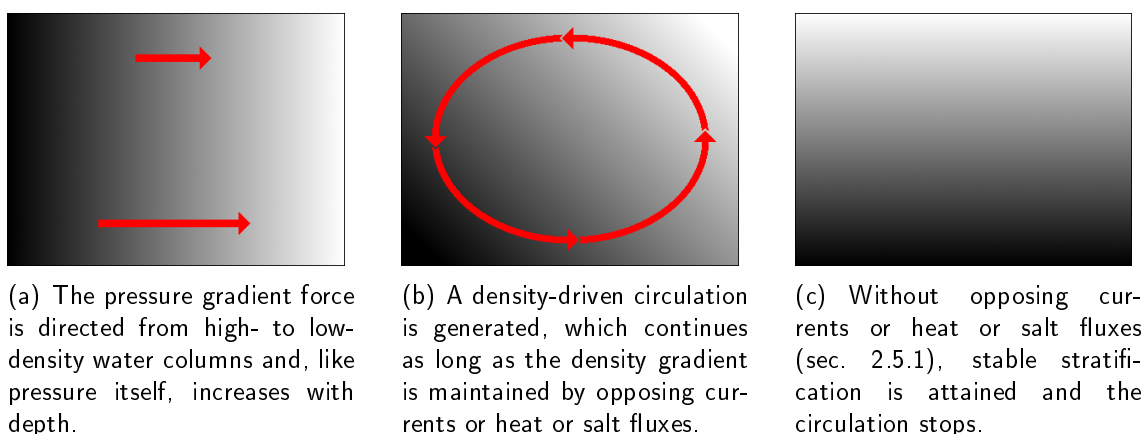 (a) The pressure gradient force
is directed from high- to low-
density water columns and, like
pressure itself, increases with
depth.
(b) A density-driven circulation
is generated, which continues
as long as the density gradient
is maintained by opposing cur-
rents or heat or salt fluxes.
(c) Without opposing cur-
rents or heat or salt fluxes
(sec. 2.5.1), stable stratifi-
cation is attained and the
circulation stops.